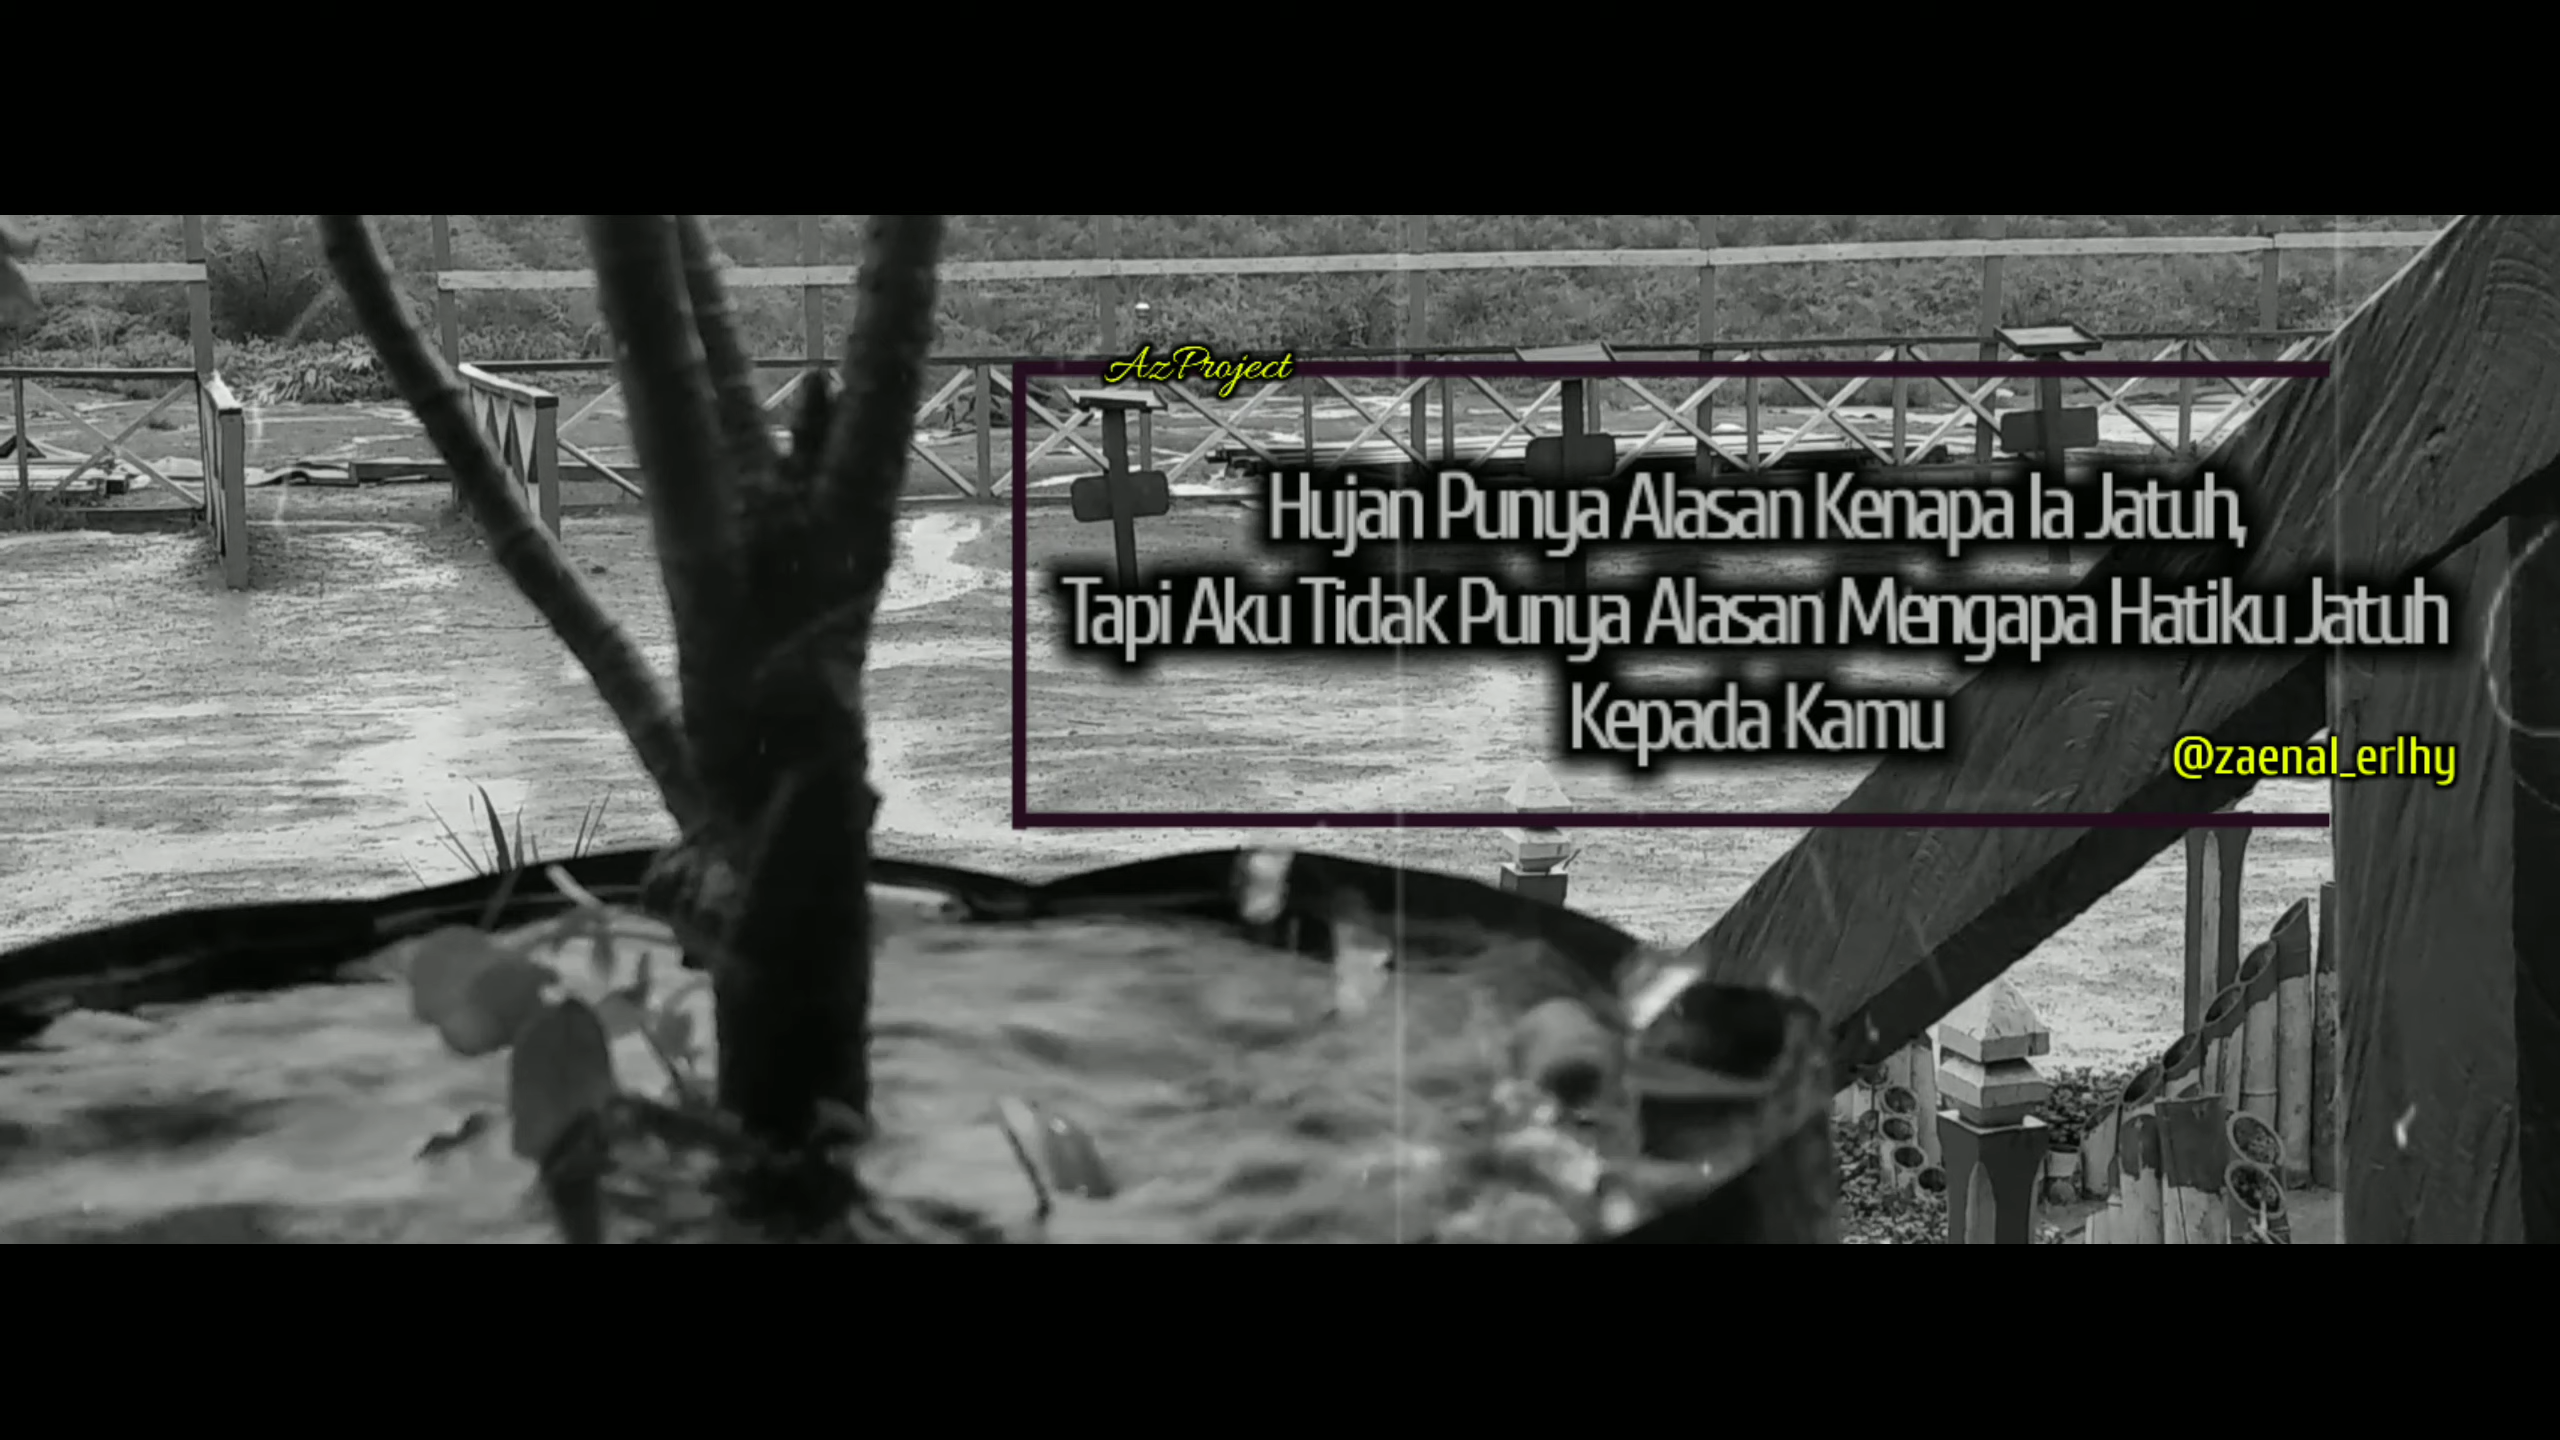 AzProject
Hujan Punya Alasan Kenapa Ia Jatuh,
Tapi Aku Tidak Punya Alasan Mengapa Hatiku Jatuh
Kepada Kamu
@zaenal_erlhy